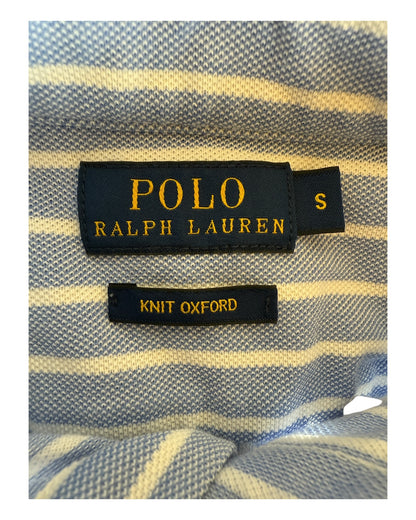 POLO
RALPH LAUREN
S
KNIT OXFORD